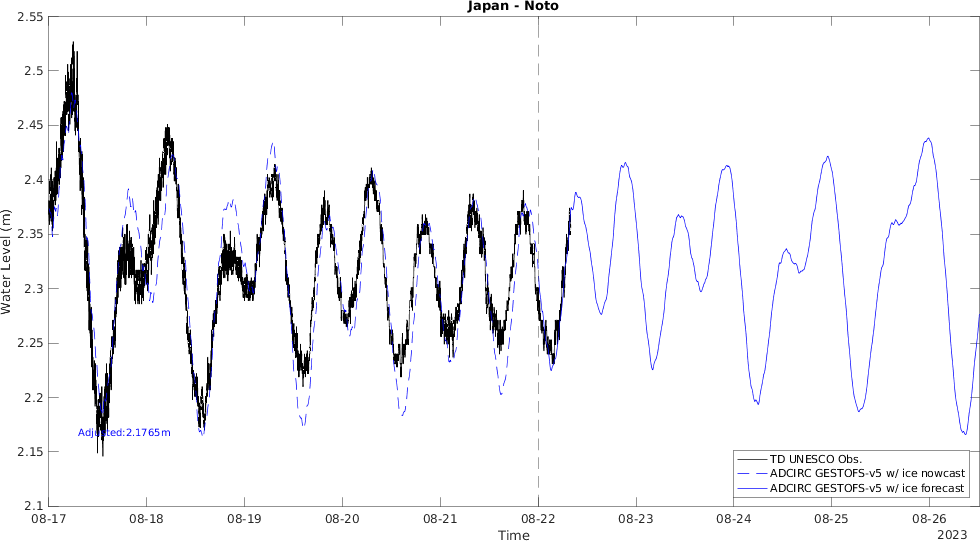 Japan - Noto
2.55
2.5
2.45
2.4
2.35
2.3
2.25
2.2
2.15
2.1
Water Level (m)
Adjusted:2.1765m
TD UNESCO Obs.
ADCIRC GESTOFS-v5 w/ ice nowcast
ADCIRC GESTOFS-v5 w/ ice forecast
08-17 08-18 08-19 08-20 08-21 08-22 08-23 08-24 08-25 08-26
Time
2023